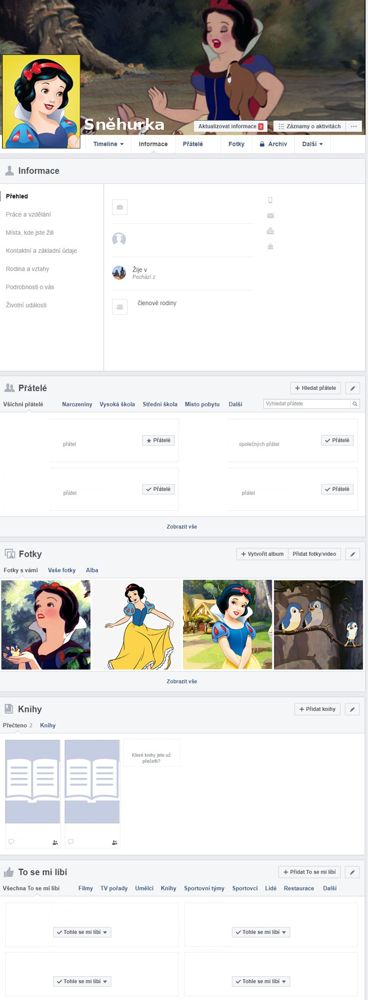 Sněhurka
Aktualizovat informace 2
Záznamy o aktivitách ...
Timeline Informace Přátelé Fotky Archiv Další
Informace
Přehled
Práce a vzdělání
Místa, kde jste žili
Kontaktní a základní údaje
Rodina a vztahy
Podrobnosti o vás
Životní události
Žije v
Pochází z
členové rodiny
Přátelé
+ Hledat přátele
Všichni přátelé Narozeniny Vysoká škola Střední škola Místo pobytu Další
Vyhledat přátele
přátel
Přátelé
společných přátel
Přátelé
přátel
Přátelé
přátel
Přátelé
Zobrazit vše
Fotky
+ Vytvořit album Přidat fotky/video
Fotky s vámi Vaše fotky Alba
Zobrazit vše
Knihy
+ Přidat knihy
Přečteno 2 Knihy
Které knihy jste už
přečetli?
To se mi líbí
+ Přidat To se mi líbí
Všechna To se mi líbí Filmy TV pořady Umělci Knihy Sportovní týmy Sportovci Lidé Restaurace Další
Tohle se mi líbí
Tohle se mi líbí
Tohle se mi líbí
Tohle se mi líbí